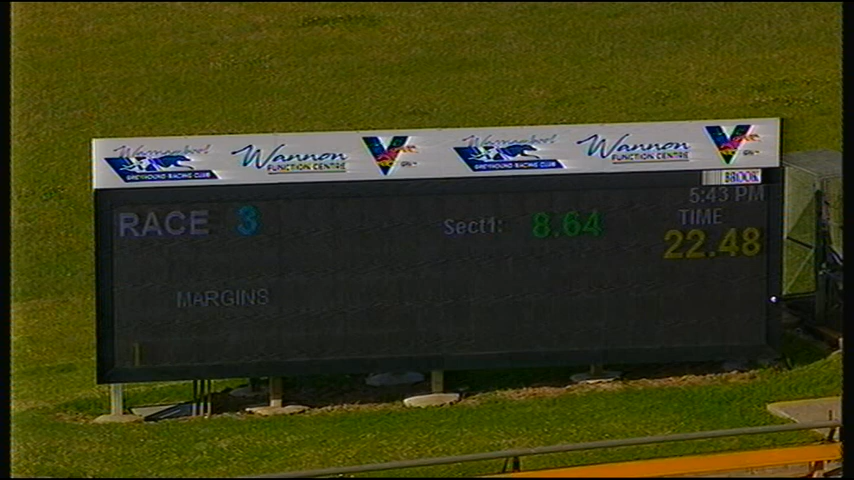 Warrnambool
GREYHOUND RACING CLUB
Wannon
FUNCTION CENTRE
V
Warrnambool
GREYHOUND RACING CLUB
Wannon
FUNCTION CENTRE
V
BROOK
5:43 PM
RACE 3 Sect1: 8.64 TIME
22.48
MARGINS